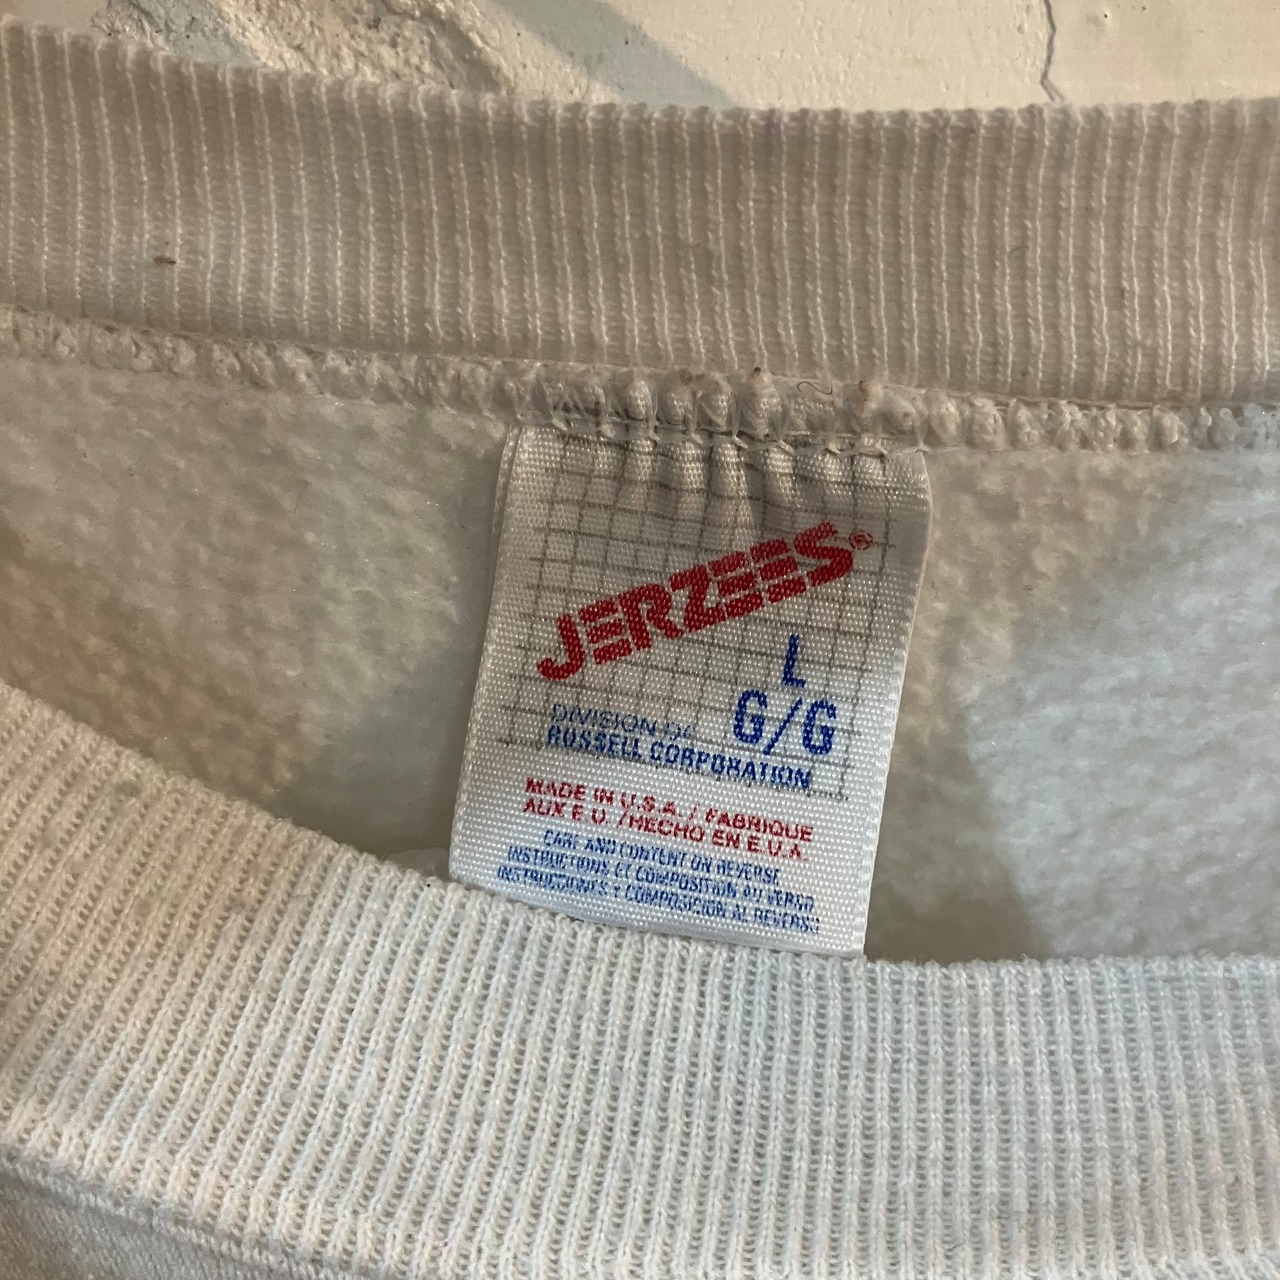 JERZEES®
L
G/G
DIVISION OF
RUSSELL CORPORATION
MADE IN U.S.A. / FABRIQUE
AUX E U. / HECHO EN E.U.A.
CARE AND CONTENT ON REVERSE
INSTRUCTIONS ET COMPOSITION AU VERSO
INSTRUCCIONES Y COMPOSICION AL REVERSO